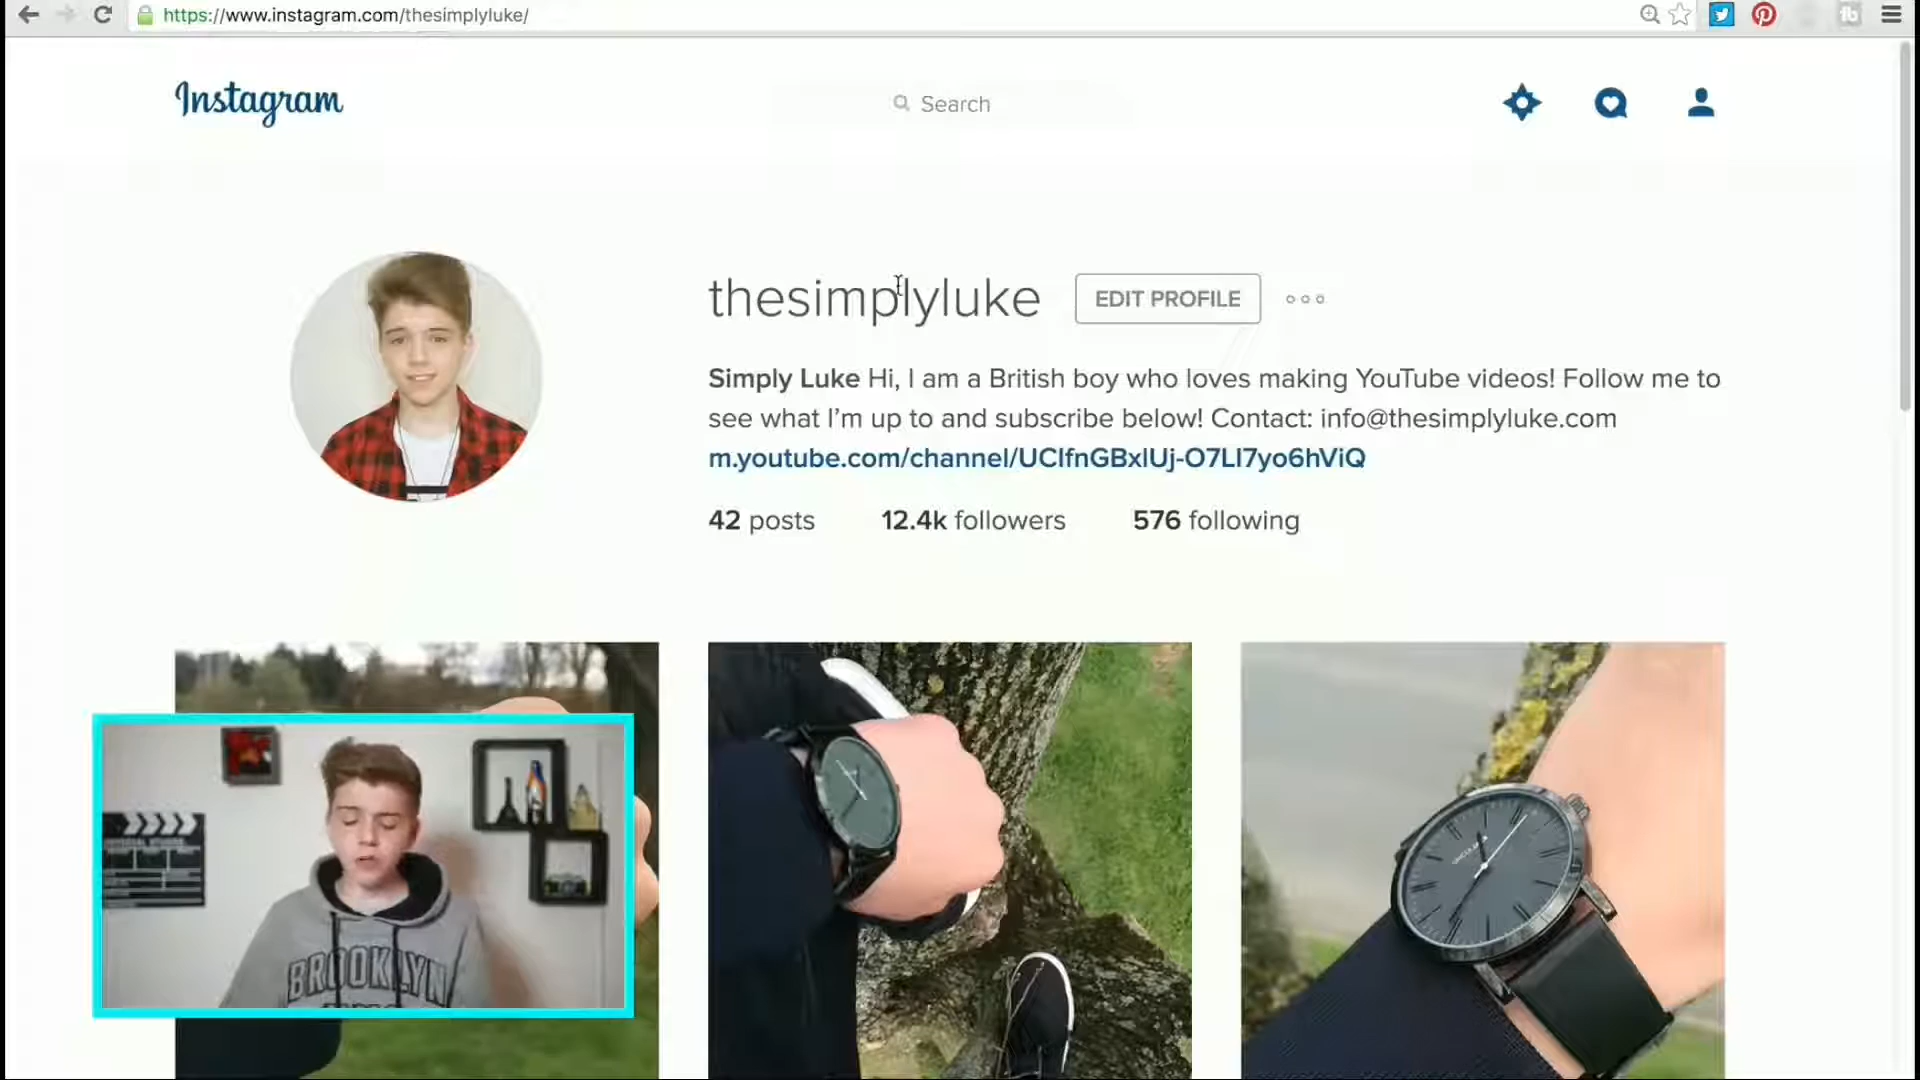 https://www.instagram.com/thesimplyluke/
Instagram
Search
thesimplyluke
EDIT PROFILE
Simply Luke Hi, I am a British boy who loves making YouTube videos! Follow me to
see what I'm up to and subscribe below! Contact: info@thesimplyluke.com
m.youtube.com/channel/UClfnGBxlUj-O7LI7yo6hViQ
42 posts
12.4k followers
576 following
BROOKLYN